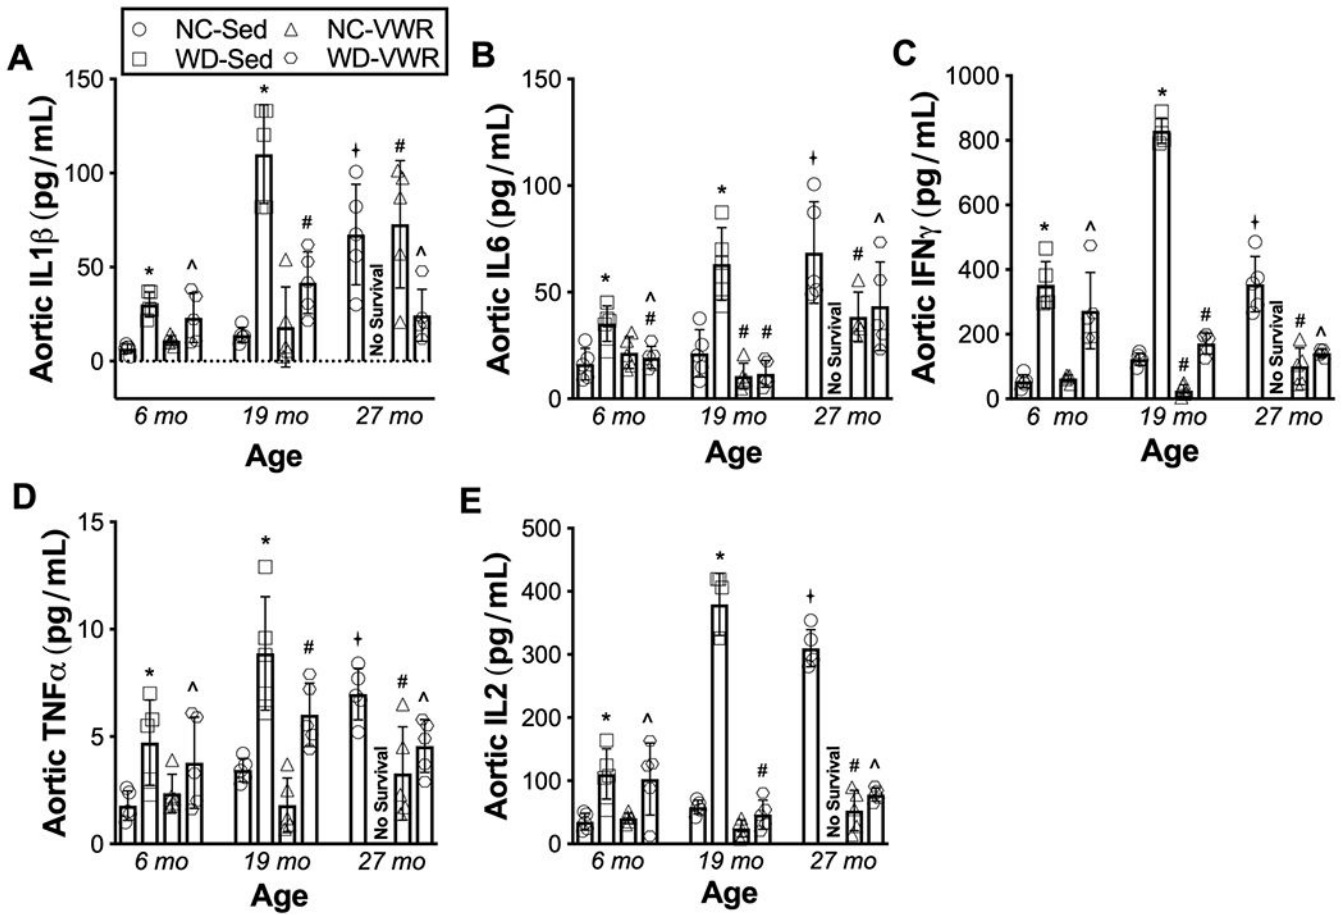 NC-Sed NC-VWR
WD-Sed WD-VWR
A
Aortic IL1β (pg/mL)
150
100
50
0
*
^
*
#
ǂ
No Survival
#
^
6 mo 19 mo 27 mo
Age
B
Aortic IL6 (pg/mL)
150
100
50
0
*
^
#
*
#
#
ǂ
No Survival
#
^
6 mo 19 mo 27 mo
Age
C
Aortic IFNγ (pg/mL)
1000
800
600
400
200
0
*
^
*
#
#
ǂ
No Survival
#
^
6 mo 19 mo 27 mo
Age
D
Aortic TNFα (pg/mL)
15
10
5
0
*
^
*
#
ǂ
No Survival
#
^
6 mo 19 mo 27 mo
Age
E
Aortic IL2 (pg/mL)
500
400
300
200
100
0
*
^
*
#
ǂ
No Survival
#
^
6 mo 19 mo 27 mo
Age